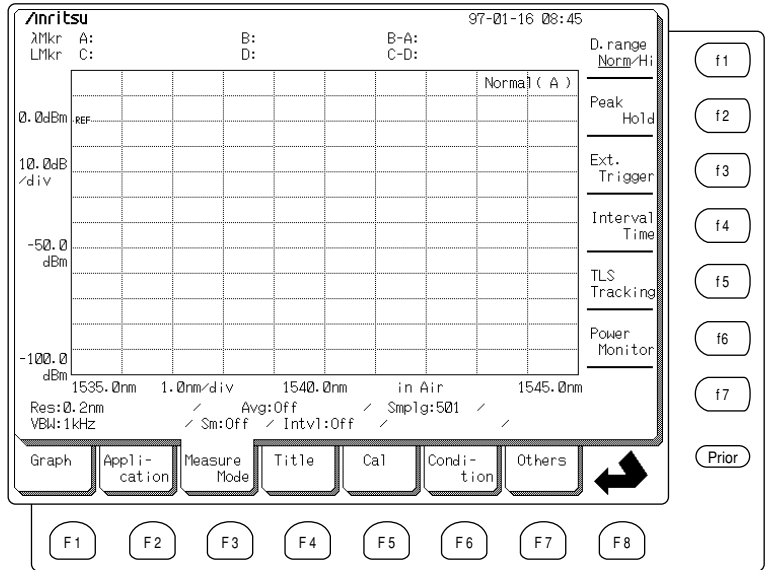 Anritsu 97-01-16 08:45
λMkr A: B: B-A:
LMkr C: D: C-D:
Normal( A )
0.0dBm REF
10.0dB
/div
-50.0
dBm
-100.0
dBm
1535.0nm 1.0nm/div 1540.0nm in Air 1545.0nm
Res:0.2nm / Avg:Off / Smplg:501 /
VBW:1kHz / Sm:Off / Intvl:Off / /
D.range
Norm/Hi
Peak
Hold
Ext.
Trigger
Interval
Time
TLS
Tracking
Power
Monitor
f1
f2
f3
f4
f5
f6
f7
Prior
Graph
Appli-
cation
Measure
Mode
Title
Cal
Condi-
tion
Others
F1 F2 F3 F4 F5 F6 F7 F8